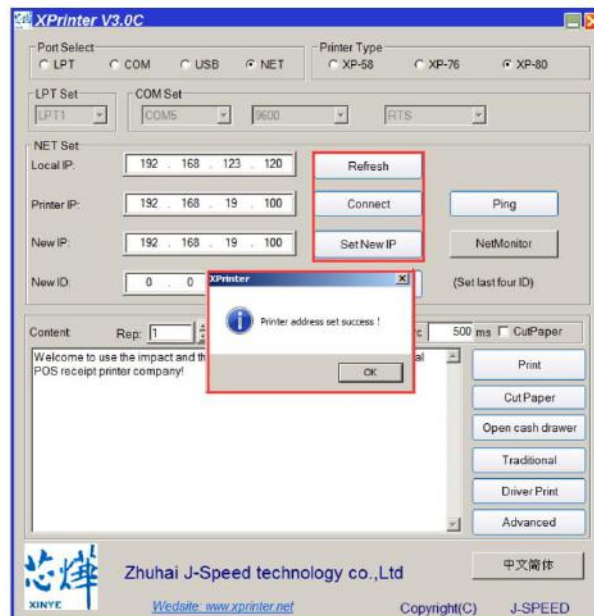 XPrinter V3.0C
Port Select
LPT COM USB NET
Printer Type
XP-58 XP-76 XP-80
LPT Set
LPT1
COM Set
COM5 9600 RTS
NET Set
Local IP: 192 . 168 . 123 . 120 Refresh
Printer IP: 192 . 168 . 19 . 100 Connect Ping
New IP: 192 . 168 . 19 . 100 Set New IP NetMonitor
New ID: 0 . 0 (Set last four ID)
XPrinter
Printer address set success !
OK
Content Rep: 1 500 ms CutPaper
Welcome to use the impact and th al
POS receipt printer company!
Print
Cut Paper
Open cash drawer
Traditional
Driver Print
Advanced
芯烨
XINYE
Zhuhai J-Speed technology co.,Ltd
中文简体
Wedsite: www.xprinter.net
Copyright(C) J-SPEED